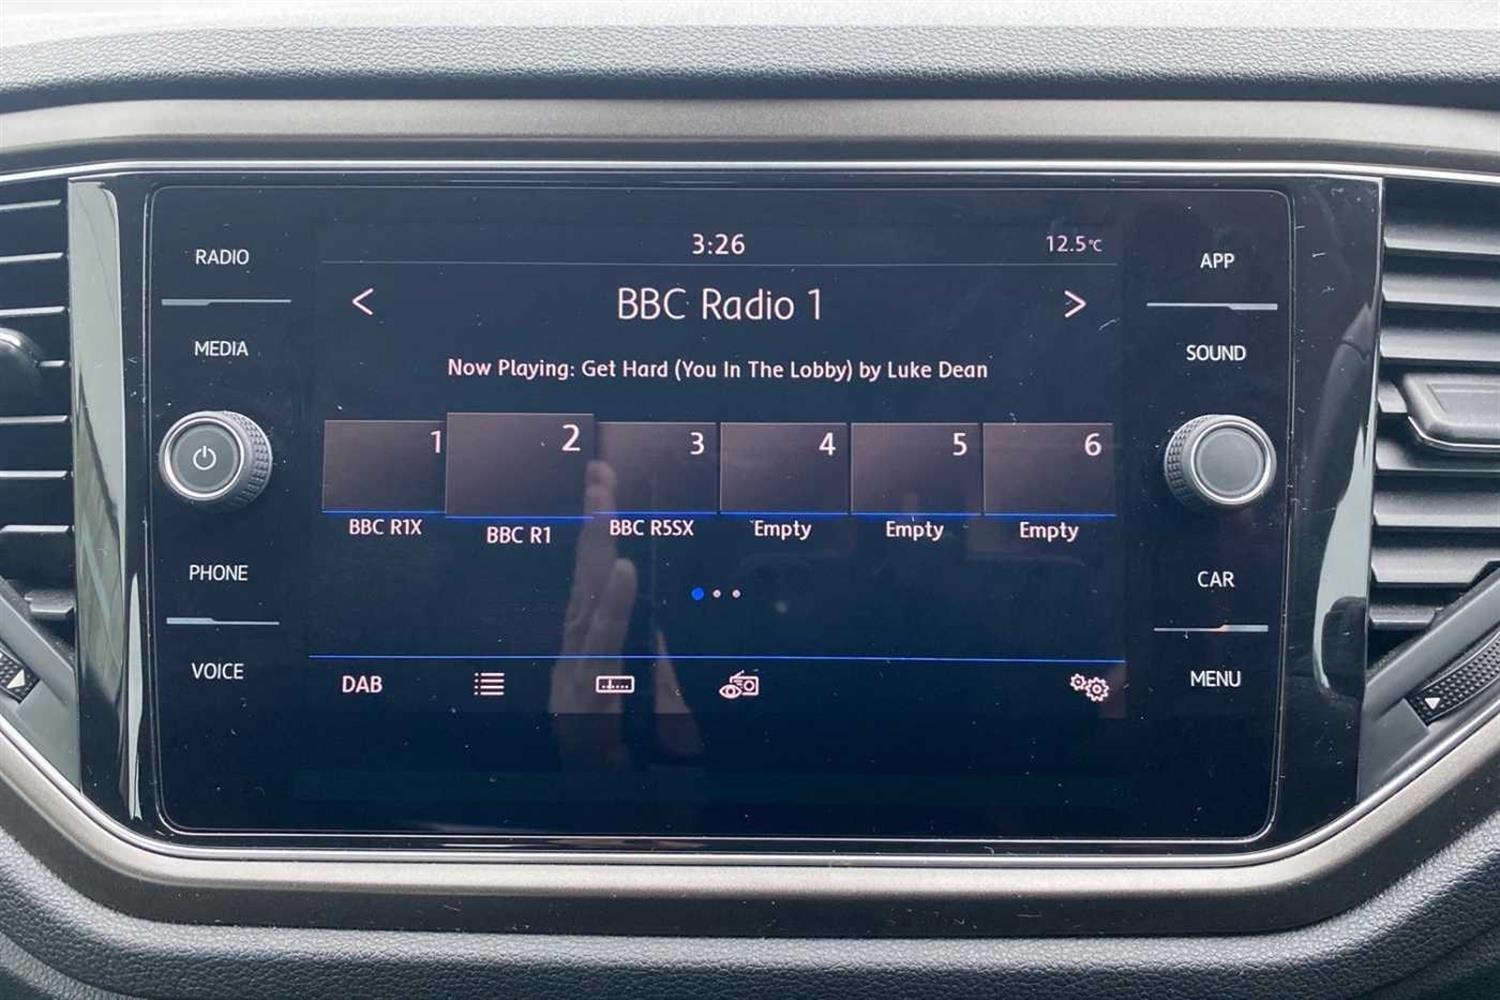 3:26 12.5°C
RADIO
APP
< BBC Radio 1 >
MEDIA
SOUND
Now Playing: Get Hard (You In The Lobby) by Luke Dean
1 2 3 4 5 6
BBC R1X BBC R1 BBC R5SX Empty Empty Empty
PHONE
CAR
VOICE
MENU
DAB